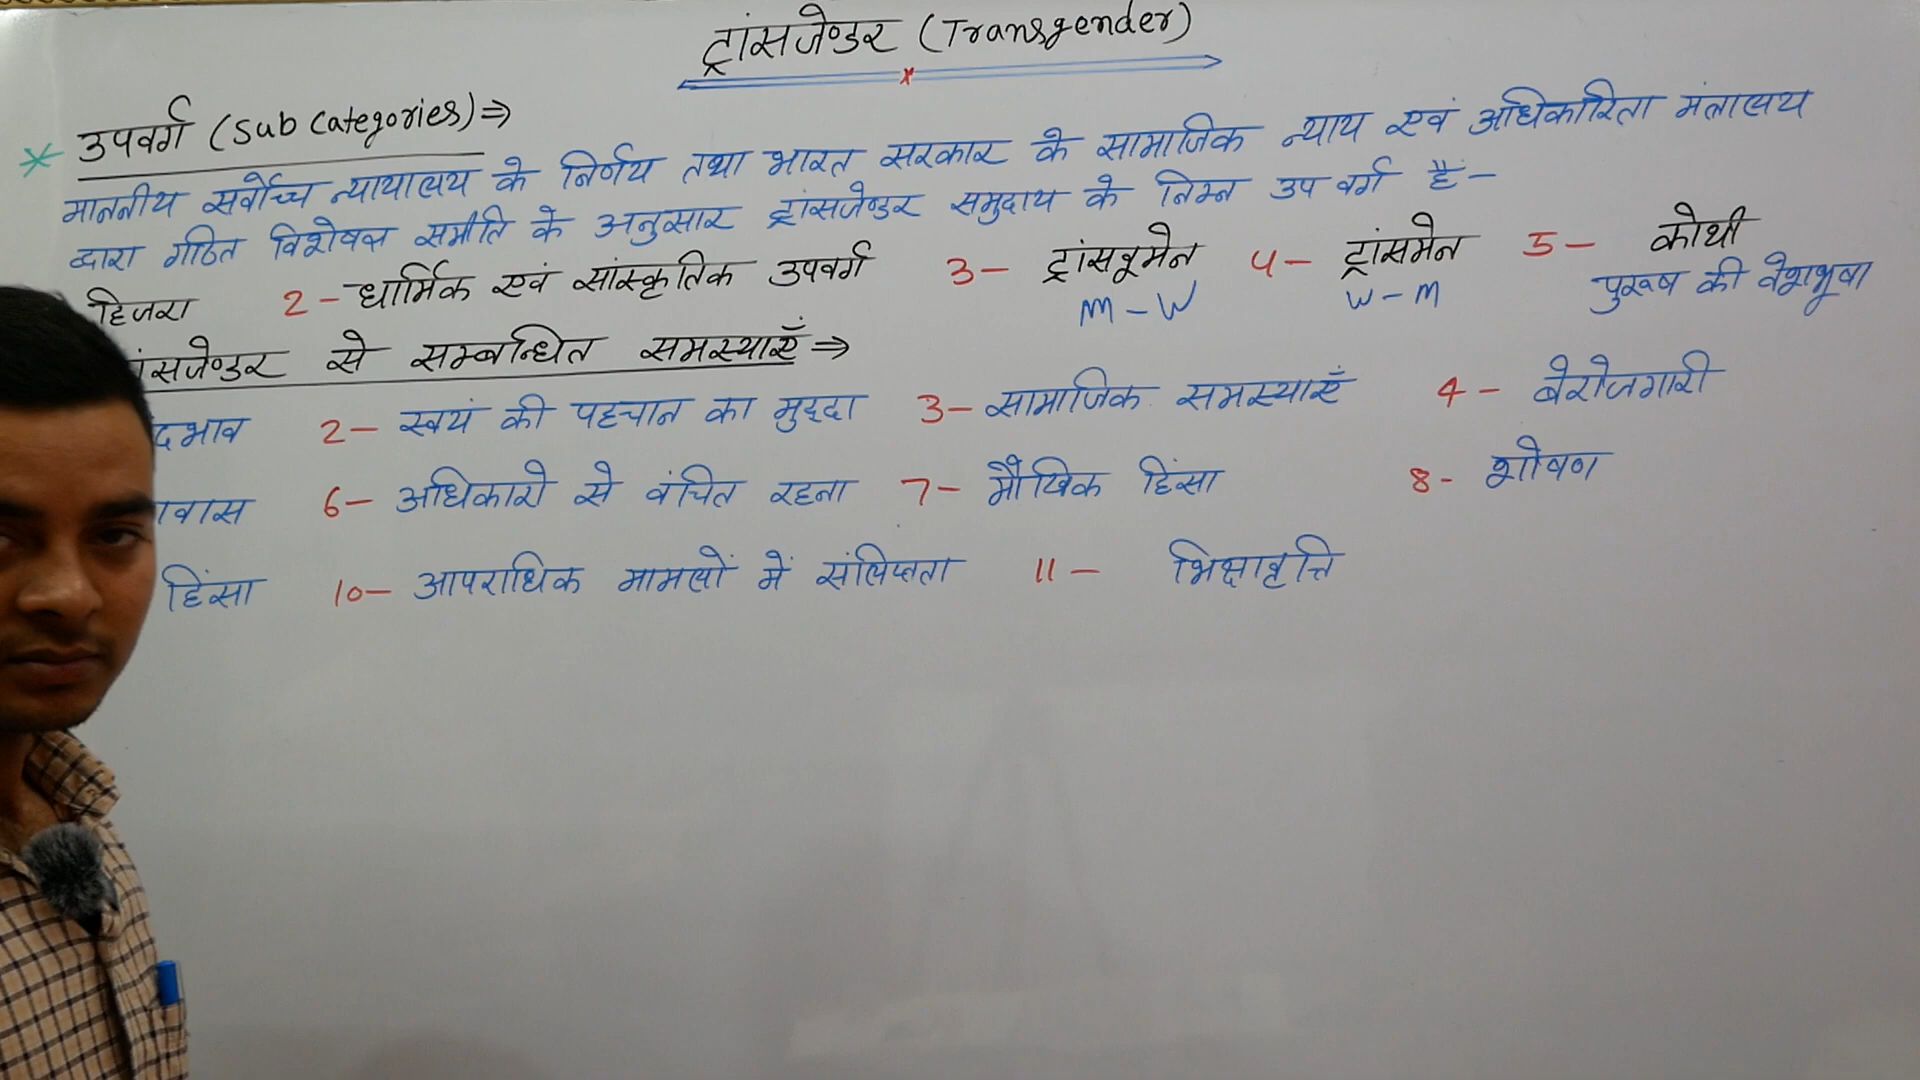 ट्रांसजेण्डर (Transgender)
* उपवर्ग (Sub Categories) ⇒
माननीय सर्वोच्च न्यायालय के निर्णय तथा भारत सरकार के सामाजिक न्याय एवं अधिकारिता मंत्रालय
द्वारा गठित विशेषज्ञ समीति के अनुसार ट्रांसजेण्डर समुदाय के निम्न उप वर्ग हैं-
हिजरा 2- धार्मिक एवं सांस्कृतिक उपवर्ग 3- ट्रांसवूमेन 4- ट्रांसमेन 5- कोथी
M-W W-M पुरूष की वेशभूषा
ांसजेण्डर से सम्बन्धित समस्याएँ ⇒
दभाव 2- स्वयं की पहचान का मुद्दा 3- सामाजिक समस्याएँ 4- बेरोजगारी
ावास 6- अधिकारो से वंचित रहना 7- मौखिक हिंसा 8- शोषण
हिंसा 10- आपराधिक मामलों में संलिप्तता 11- भिक्षावृत्ति